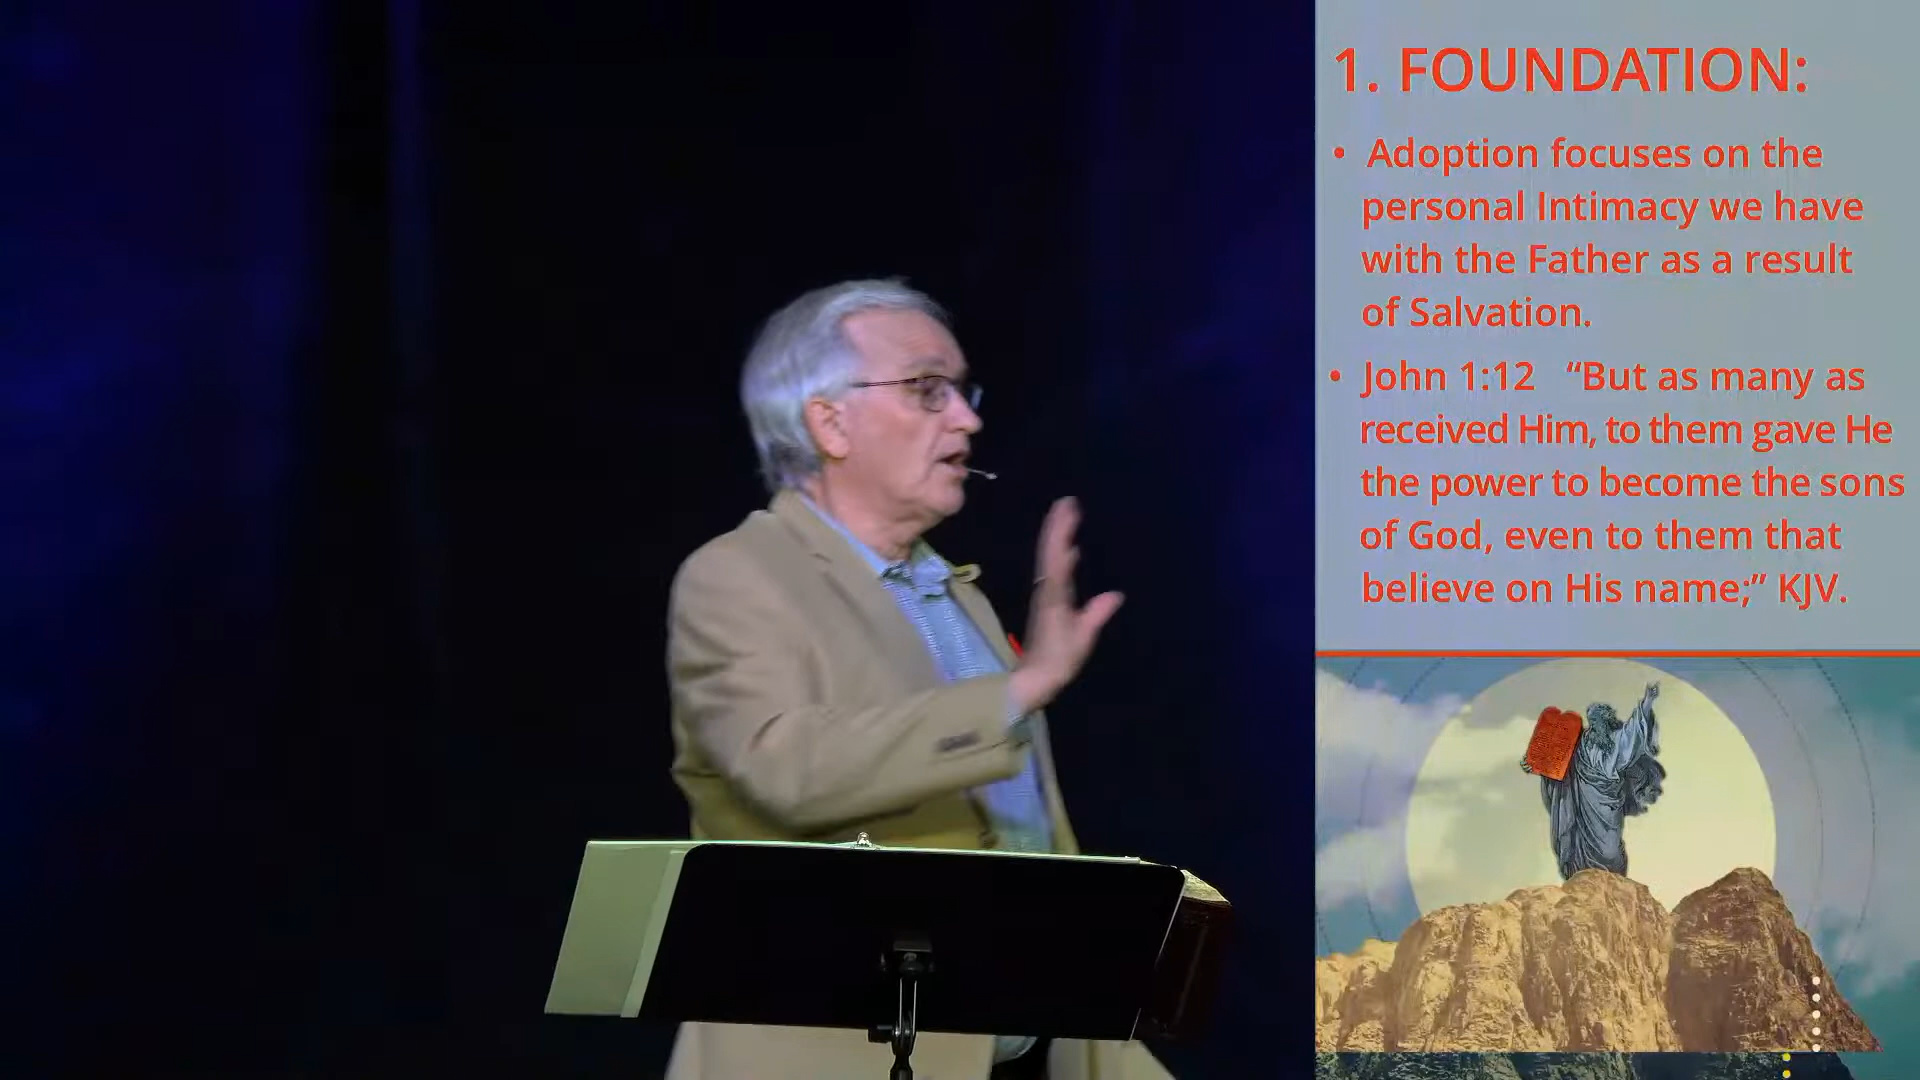 1. FOUNDATION:
• Adoption focuses on the
personal Intimacy we have
with the Father as a result
of Salvation.
• John 1:12 “But as many as
received Him, to them gave He
the power to become the sons
of God, even to them that
believe on His name;” KJV.